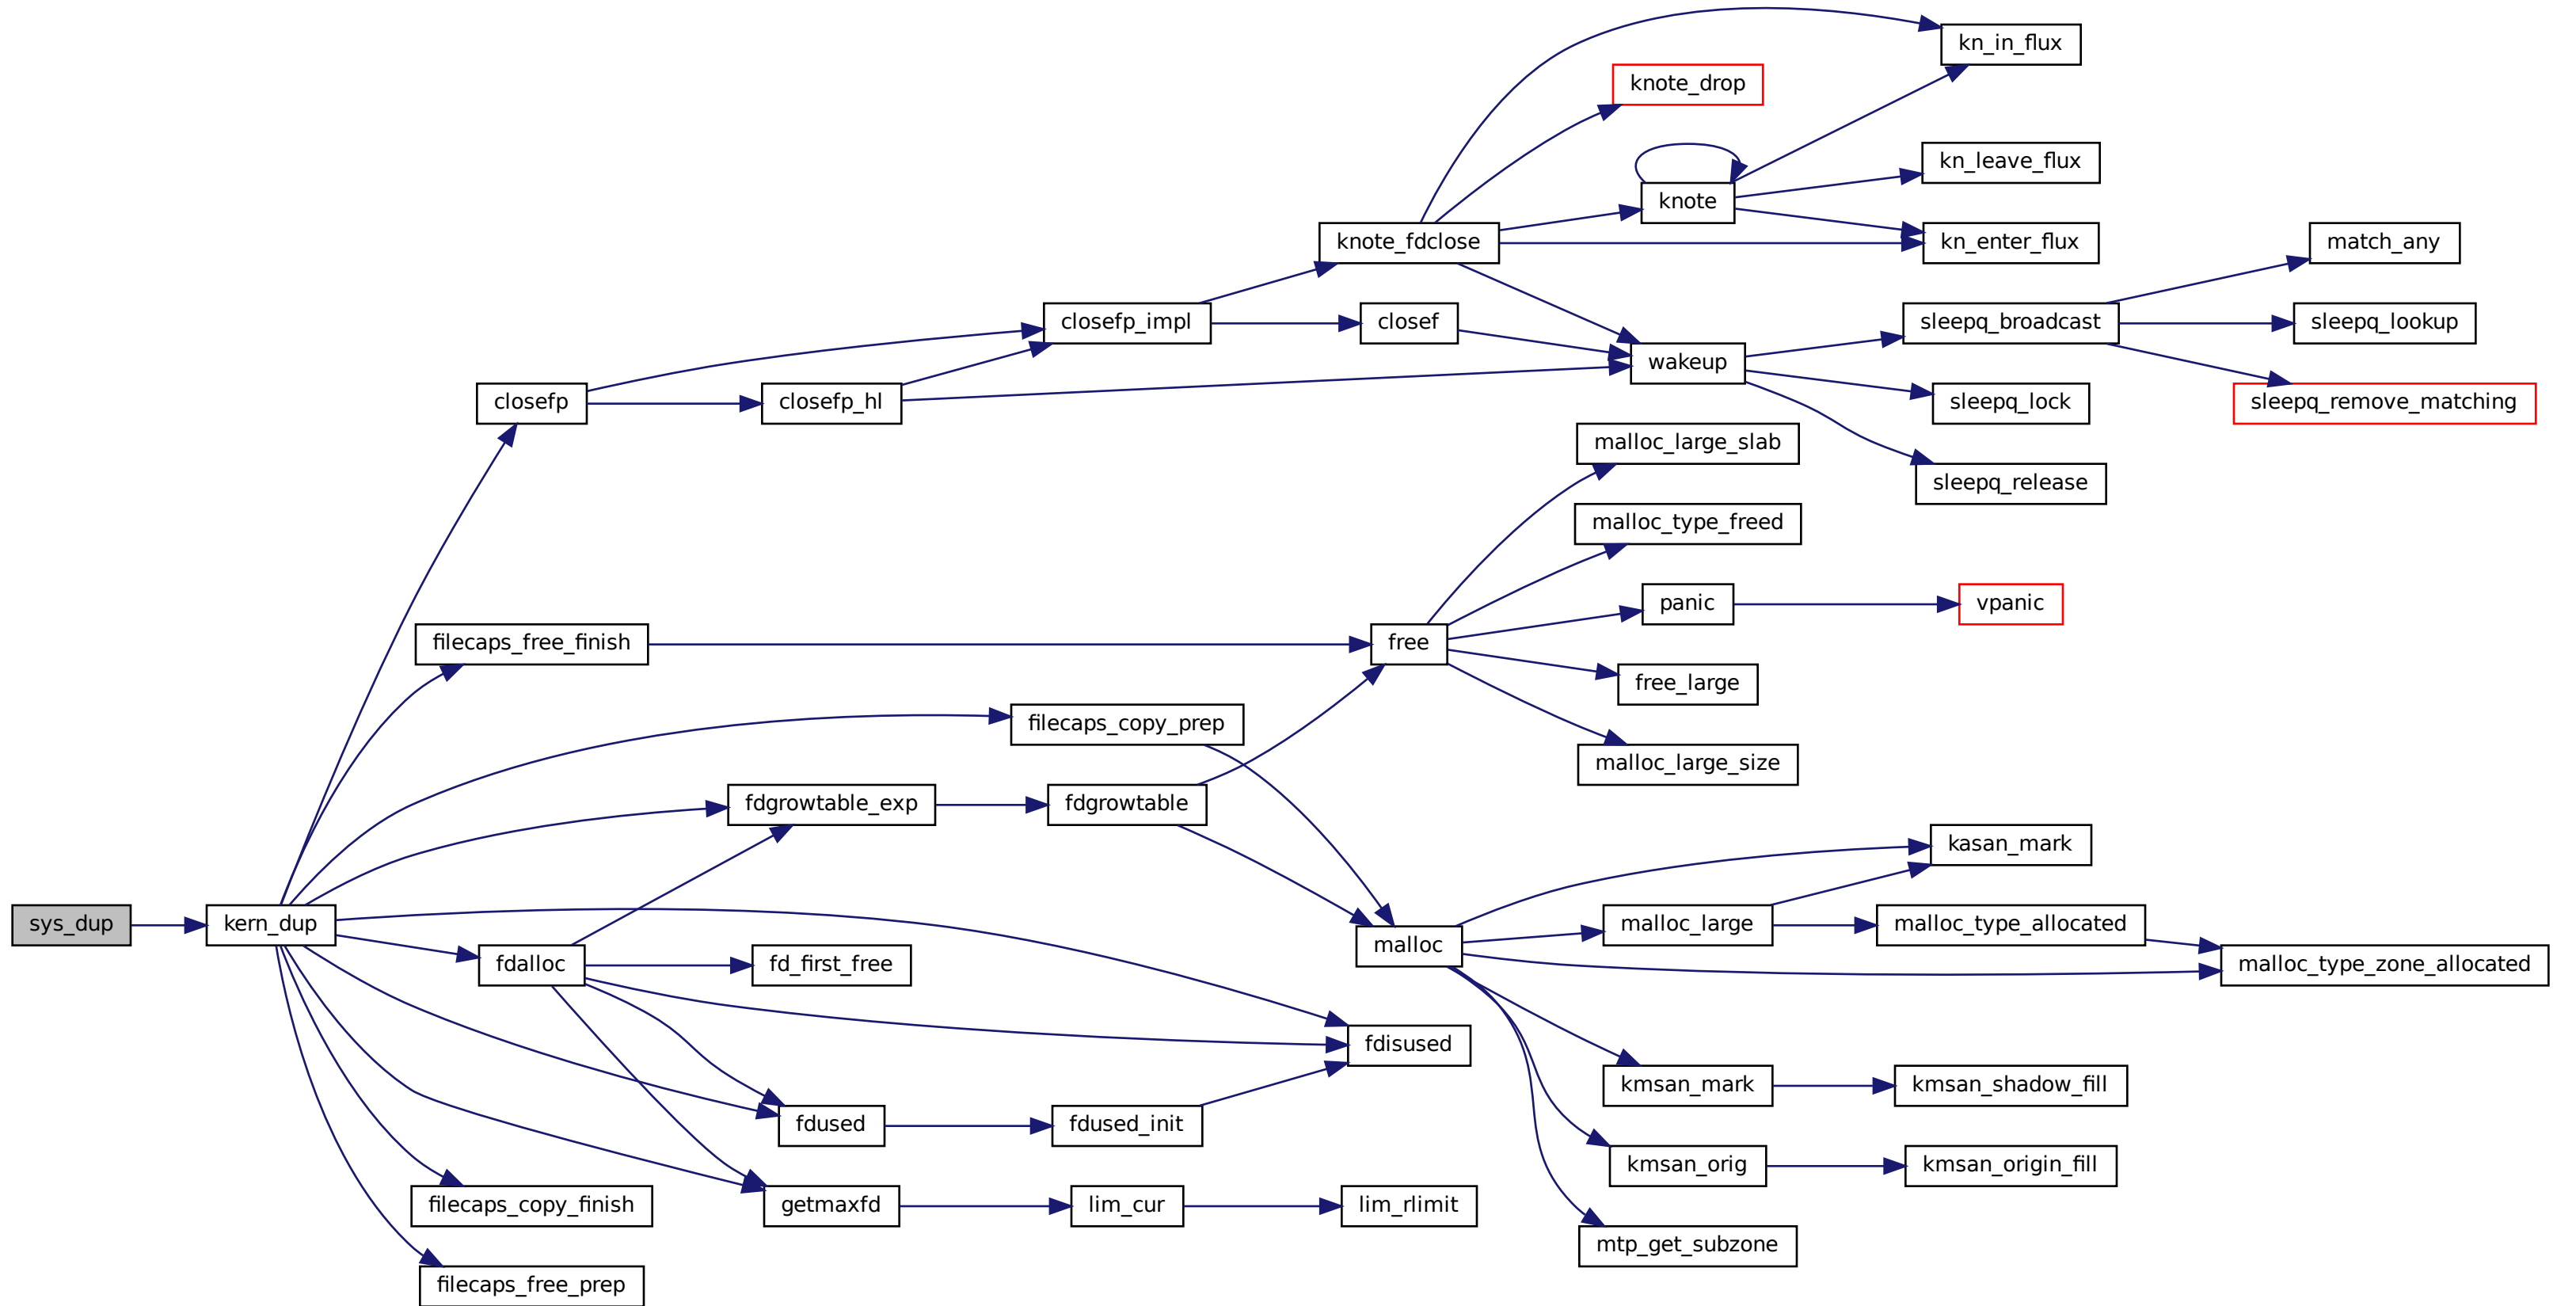 kn_in_flux
knote_drop
kn_leave_flux
knote
knote_fdclose
kn_enter_flux
match_any
closefp_impl
closef
sleepq_broadcast
sleepq_lookup
wakeup
closefp
closefp_hl
sleepq_lock
sleepq_remove_matching
malloc_large_slab
sleepq_release
malloc_type_freed
panic
vpanic
filecaps_free_finish
free
free_large
filecaps_copy_prep
malloc_large_size
fdgrowtable_exp
fdgrowtable
kasan_mark
sys_dup
kern_dup
malloc_large
malloc_type_allocated
malloc
fdalloc
fd_first_free
malloc_type_zone_allocated
fdisused
kmsan_mark
kmsan_shadow_fill
fdused
fdused_init
kmsan_orig
kmsan_origin_fill
filecaps_copy_finish
getmaxfd
lim_cur
lim_rlimit
mtp_get_subzone
filecaps_free_prep